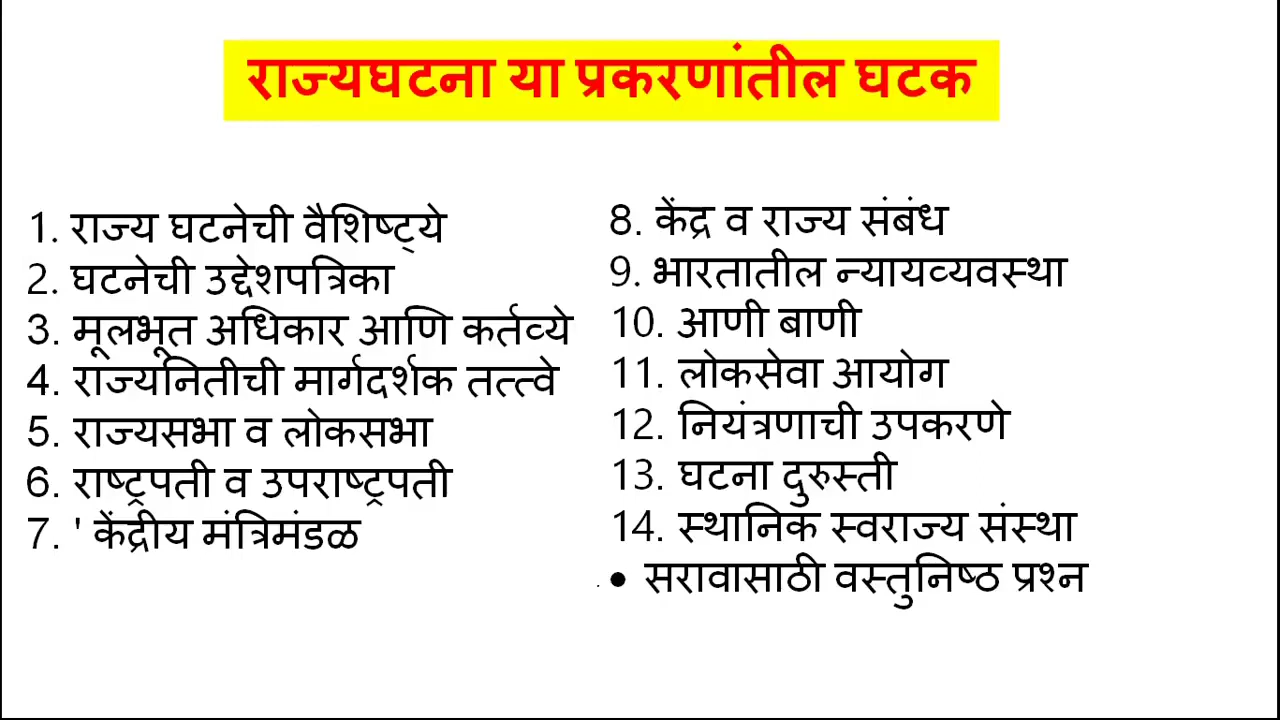 राज्यघटना या प्रकरणांतील घटक
1. राज्य घटनेची वैशिष्ट्ये
2. घटनेची उद्देशपत्रिका
3. मूलभूत अधिकार आणि कर्तव्ये
4. राज्यनितीची मार्गदर्शक तत्त्वे
5. राज्यसभा व लोकसभा
6. राष्ट्रपती व उपराष्ट्रपती
7. ' केंद्रीय मंत्रिमंडळ
8. केंद्र व राज्य संबंध
9. भारतातील न्यायव्यवस्था
10. आणी बाणी
11. लोकसेवा आयोग
12. नियंत्रणाची उपकरणे
13. घटना दुरुस्ती
14. स्थानिक स्वराज्य संस्था
• सरावासाठी वस्तुनिष्ठ प्रश्न